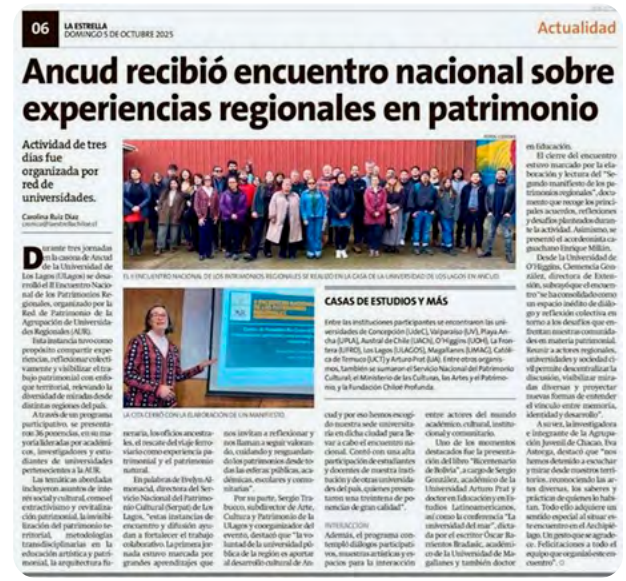 06
LA ESTRELLA
DOMINGO 5 DE OCTUBRE 2025
Actualidad
Ancud recibió encuentro nacional sobre
experiencias regionales en patrimonio
Actividad de tres
días fue
organizada por
red de
universidades.
Carolina Ruiz Díaz
cronica@laestrellachiloe.cl
EL II ENCUENTRO NACIONAL DE LOS PATRIMONIOS REGIONALES SE REALIZÓ EN LA CASA DE LA UNIVERSIDAD DE LOS LAGOS EN ANCUD.
Durante tres jornadas
en la casona de Ancud
de la Universidad de
Los Lagos (ULagos) se desa-
rrolló el II Encuentro Nacio-
nal de los Patrimonios Re-
gionales, organizado por la
Red de Patrimonio de la
Agrupación de Universida-
des Regionales (AUR).
Esta instancia tuvo como
propósito compartir expe-
riencias, reflexionar colecti-
vamente y visibilizar el tra-
bajo patrimonial con enfo-
que territorial, relevando la
diversidad de miradas desde
distintas regiones del país.
A través de un programa
participativo, se presenta-
ron 36 ponencias, en su ma-
yoría lideradas por académi-
cos, investigadores y estu-
diantes de universidades
pertenecientes a la AUR.
Las temáticas abordadas
incluyeron asuntos de inte-
rés social y cultural, como el
extractivismo y revitaliza-
ción patrimonial, la invisibi-
lización del patrimonio te-
rritorial, metodologías
transdisciplinarias en la
educación artística y patri-
monial, la arquitectura fu-
LA CITA CERRÓ CON LA ELABORACIÓN DE UN MANIFIESTO.
neraria, los oficios ancestra-
les, el rescate del viaje ferro-
viario como experiencia pa-
trimonial y el patrimonio
natural.
En palabras de Evelyn Al-
monacid, directora del Ser-
vicio Nacional del Patrimo-
nio Cultural (Serpat) de Los
Lagos, "estas instancias de
encuentro y difusión ayu-
dan a fortalecer el trabajo
colaborativo. La primera jor-
nada estuvo marcada por
grandes aprendizajes que
nos invitan a reflexionar y
nos llaman a seguir valoran-
do, cuidando y resguardan-
do los patrimonios desde to-
das las esferas públicas, aca-
démicas, escolares y comu-
nitarias".
Por su parte, Sergio Tra-
bucco, subdirector de Arte,
Cultura y Patrimonio de la
ULagos y coorganizador del
evento, destacó que "la vo-
luntad de la universidad públi-
ca de la región es aportar
al desarrollo cultural de An-
CASAS DE ESTUDIOS Y MÁS
Entre las instituciones participantes se encontraron las uni-
versidades de Concepción (UdeC), Valparaíso (UV), Playa An-
cha (UPLA), Austral de Chile (UACh), O'Higgins (UOH), La Fron-
tera (UFRO), Los Lagos (ULAGOS), Magallanes (UMAG), Católi-
ca de Temuco (UCT) y Arturo Prat (UA). Entre otros organis-
mos, también se sumaron el Servicio Nacional del Patrimonio
Cultural, el Ministerio de las Culturas, las Artes y el Patrimo-
nio, y la Fundación Chiloé Profunda.
cud y por eso hemos escogi-
do nuestra sede universita-
ria en dicha ciudad para lle-
var a cabo el encuentro na-
cional. Contó con una alta
participación de estudiantes
y docentes de nuestra institu-
ción y de otras universida-
des del país, quienes presen-
taron una treintena de po-
nencias de gran calidad".
INTERACCIÓN
Además, el programa con-
templó diálogos participati-
vos, muestras artísticas y es-
pacios para la interacción
entre actores del mundo
académico, cultural, institu-
cional y comunitario.
Uno de los momentos
destacados fue la presenta-
ción del libro "Bicentenario
de Bolivia", a cargo de Sergio
González, académico de la
Universidad Arturo Prat y
doctor en Educación y en Es-
tudios Latinoamericanos,
así como la conferencia "La
universidad del mar", dicta-
da por el escritor Óscar Ba-
rrientos Bradasic, académi-
co de la Universidad de Ma-
gallanes y también doctor
en Educación.
El cierre del encuentro
estuvo marcado por la ela-
boración y lectura del "Se-
gundo manifiesto de los pa-
trimonios regionales", docu-
mento que recoge los princi-
pales acuerdos, reflexiones
y desafíos planteados duran-
te la actividad. Asimismo, se
presentó el acordeonista ca-
guachano Enrique Millán.
Desde la Universidad de
O'Higgins, Clemencia Gon-
zález, directora de Exten-
sión, subrayó que el encuen-
tro "se ha consolidado como
un espacio inédito de diálo-
go y reflexión colectiva en
torno a los desafíos que en-
frentan nuestras comunida-
des en materia patrimonial.
Reunir a actores regionales,
universidades y sociedad ci-
vil permite descentralizar la
discusión, visibilizar mira-
das diversas y proyectar
nuevas formas de entender
el vínculo entre memoria,
identidad y desarrollo".
A su vez, la investigadora
e integrante de la Agrupa-
ción Juvenil de Chacao, Eva
Astorga, destacó que "nos
hemos detenido a escuchar
y mirar desde nuestros terri-
torios, reconociendo las ar-
tes diversas, los saberes y
prácticas de quienes lo habi-
tan. Todo ello adquiere un
sentido especial al situar es-
te encuentro en el Archipié-
lago. Un gesto que se agrade-
ce. Felicitaciones a todo el
equipo que organizó este en-
cuentro".